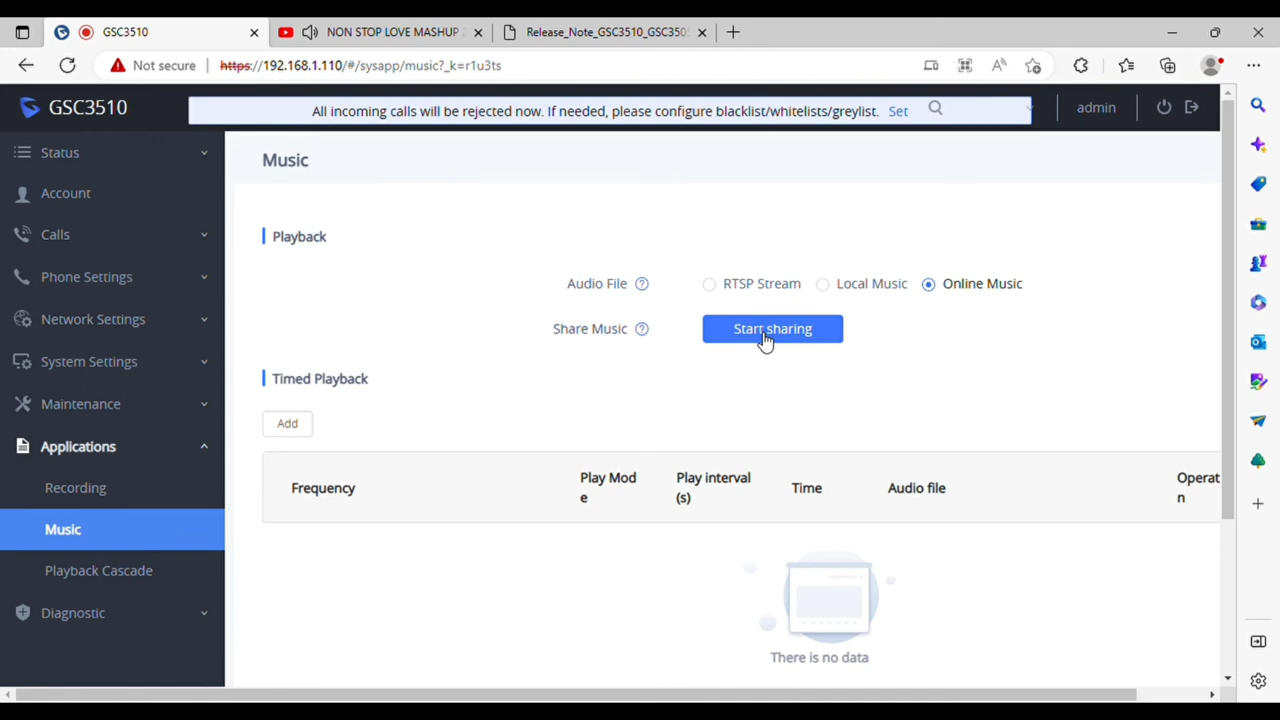 GSC3510
NON STOP LOVE MASHUP
Release_Note_GSC3510_GSC350
Not secure
https://192.168.1.110/#/sysapp/music?_k=r1u3ts
GSC3510
All incoming calls will be rejected now. If needed, please configure blacklist/whitelists/greylist. Set
admin
Status
Account
Calls
Phone Settings
Network Settings
System Settings
Maintenance
Applications
Recording
Music
Playback Cascade
Diagnostic
Music
Playback
Audio File ? RTSP Stream Local Music Online Music
Share Music ? Start sharing
Timed Playback
Add
Frequency
Play Mod
e
Play interval
(s)
Time
Audio file
Operat
n
There is no data